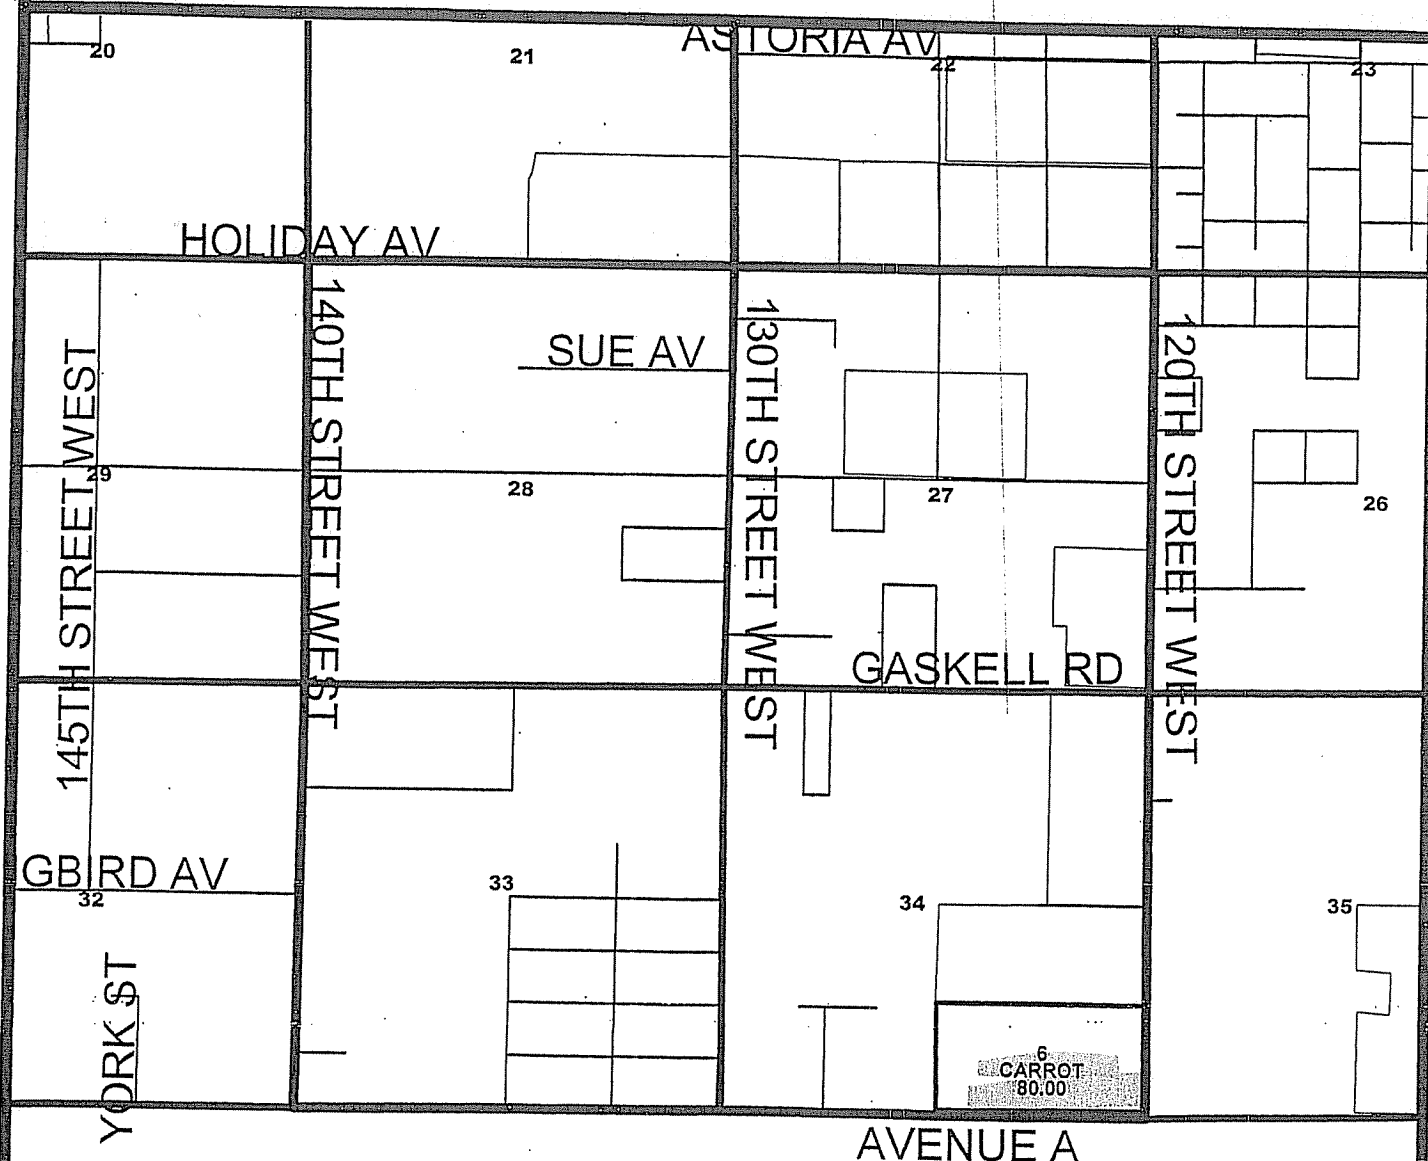 ASTORIA AV
20
21
22
23
HOLIDAY AV
140TH STREET WEST
130TH STREET WEST
120TH STREET WEST
SUE AV
145TH STREET WEST
29
28
27
26
GASKELL RD
GBIRD AV
32
33
34
35
YORK ST
6
CARROT
80.00
AVENUE A